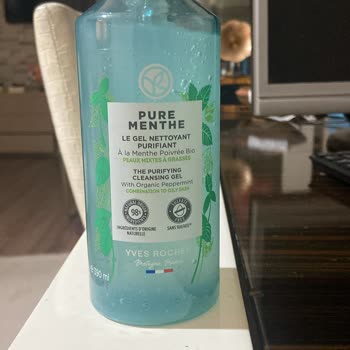 PURE
MENTHE
LE GEL NETTOYANT
PURIFIANT
À la Menthe Poivrée Bio
PEAUX MIXTES À GRASSES
THE PURIFYING
CLEANSING GEL
With Organic Peppermint
COMBINATION TO OILY SKIN
98%
INGRÉDIENTS D'ORIGINE
NATURELLE
SANS SULFATES
YVES ROCHER